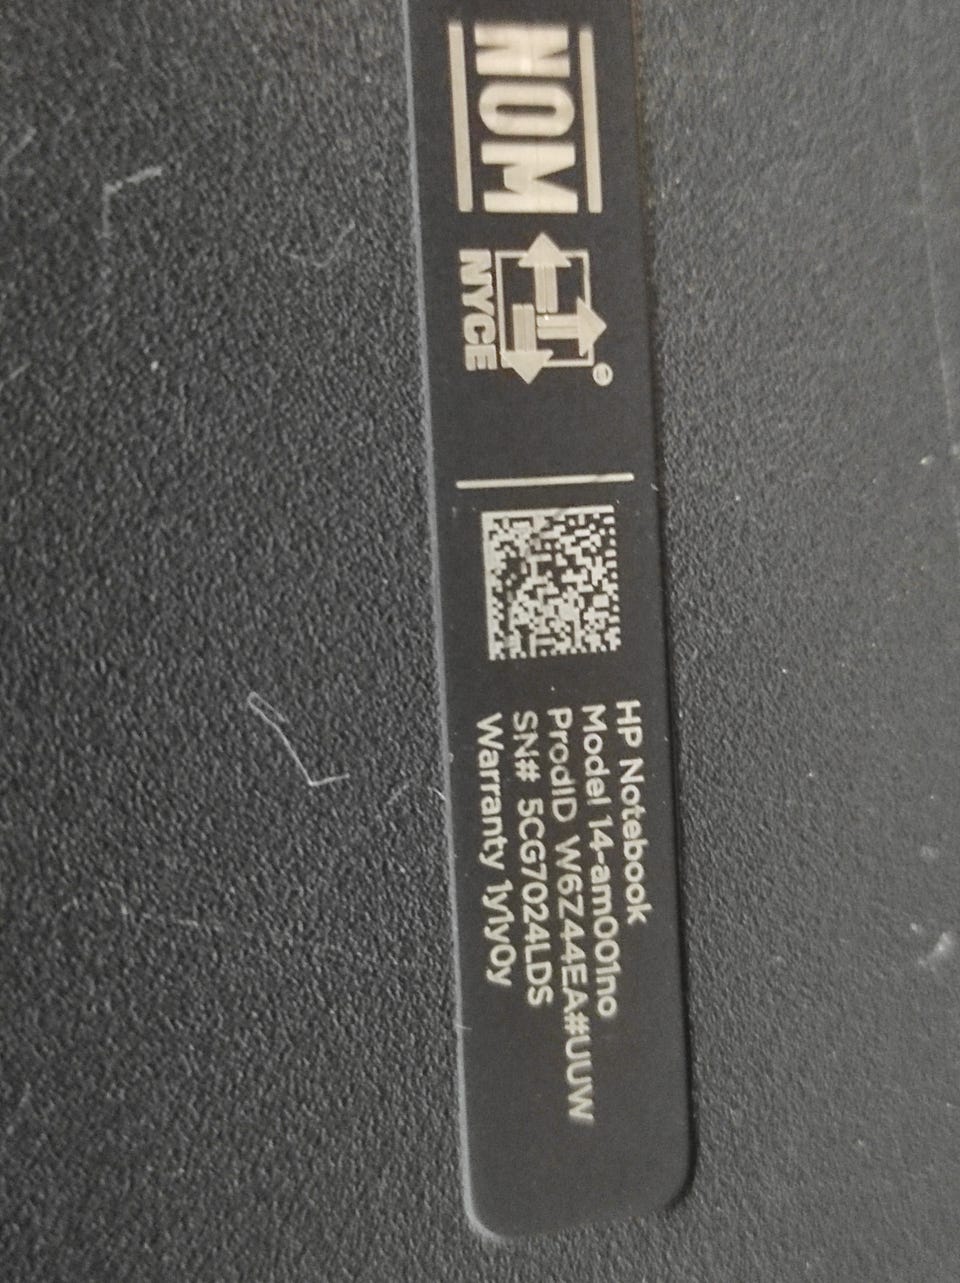 NOM
NYCE
HP Notebook
Model 14-am001no
ProdID W6Z44EA#UUW
SN# 5CG7024LDS
Warranty 1y1y0y